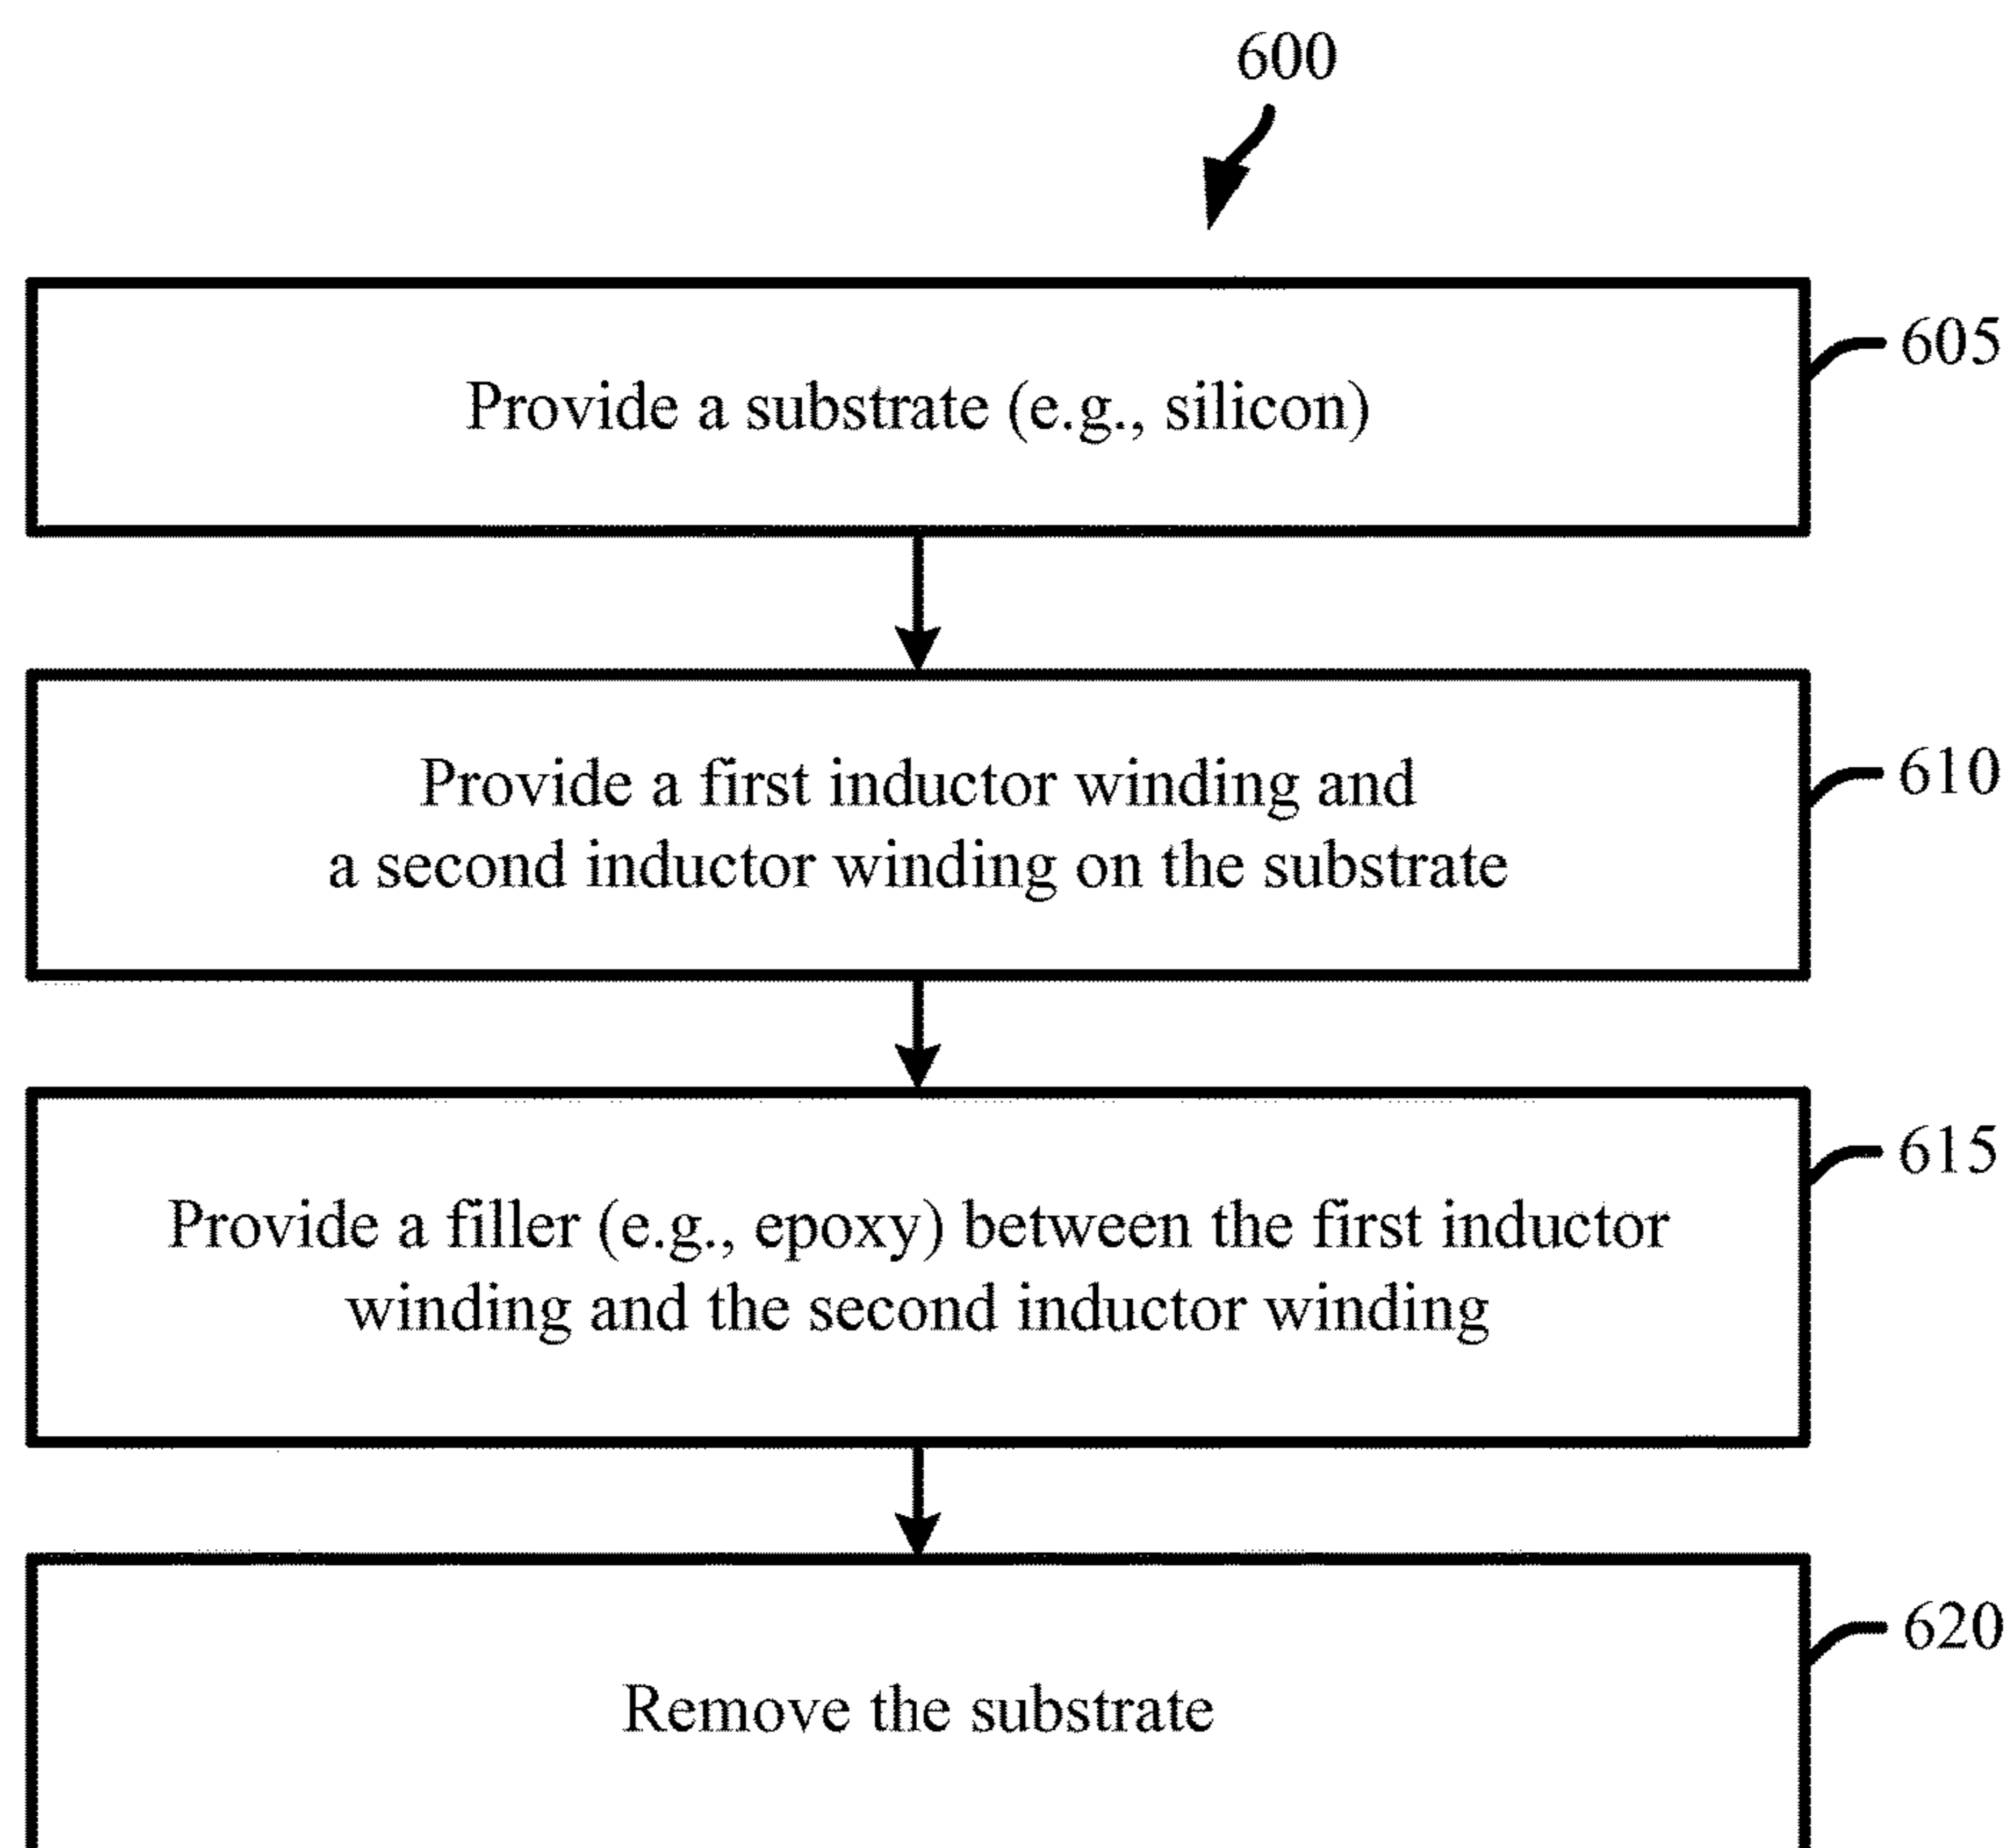 600
Provide a substrate (e.g., silicon)
605
Provide a first inductor winding and
a second inductor winding on the substrate
610
Provide a filler (e.g., epoxy) between the first inductor
winding and the second inductor winding
615
Remove the substrate
620